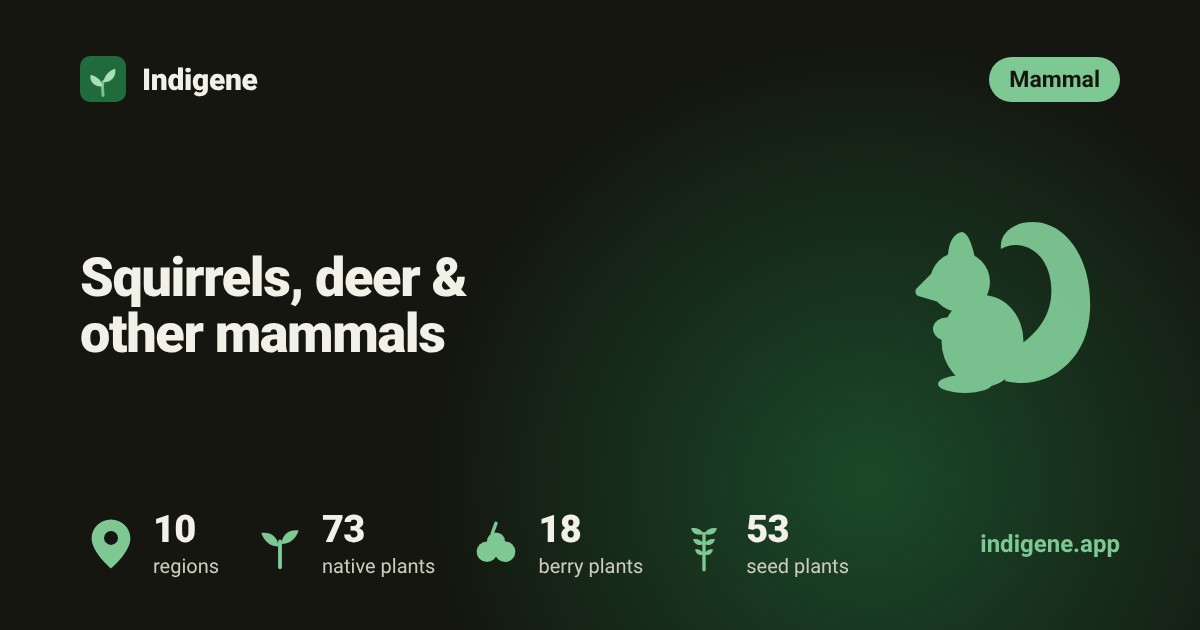 Indigene
Mammal
Squirrels, deer &
other mammals
10
regions
73
native plants
18
berry plants
53
seed plants
indigene.app